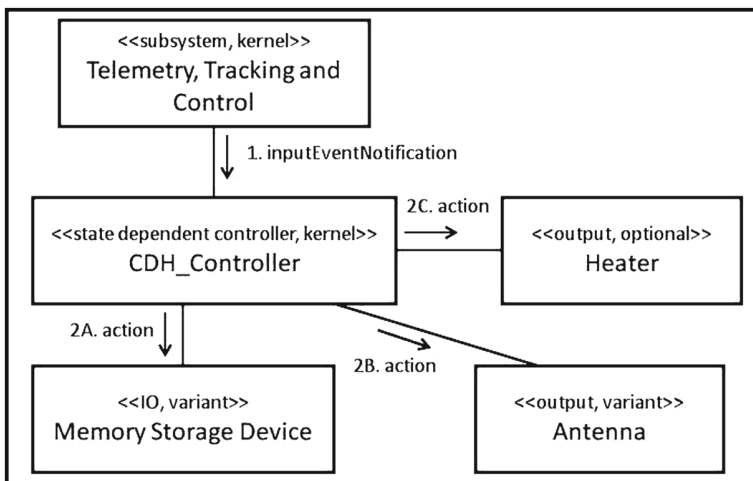 <<subsystem, kernel>>
Telemetry, Tracking and
Control
1. inputEventNotification
<<state dependent controller, kernel>>
CDH_Controller
2C. action
<<output, optional>>
Heater
2A. action
2B. action
<<IO, variant>>
Memory Storage Device
<<output, variant>>
Antenna